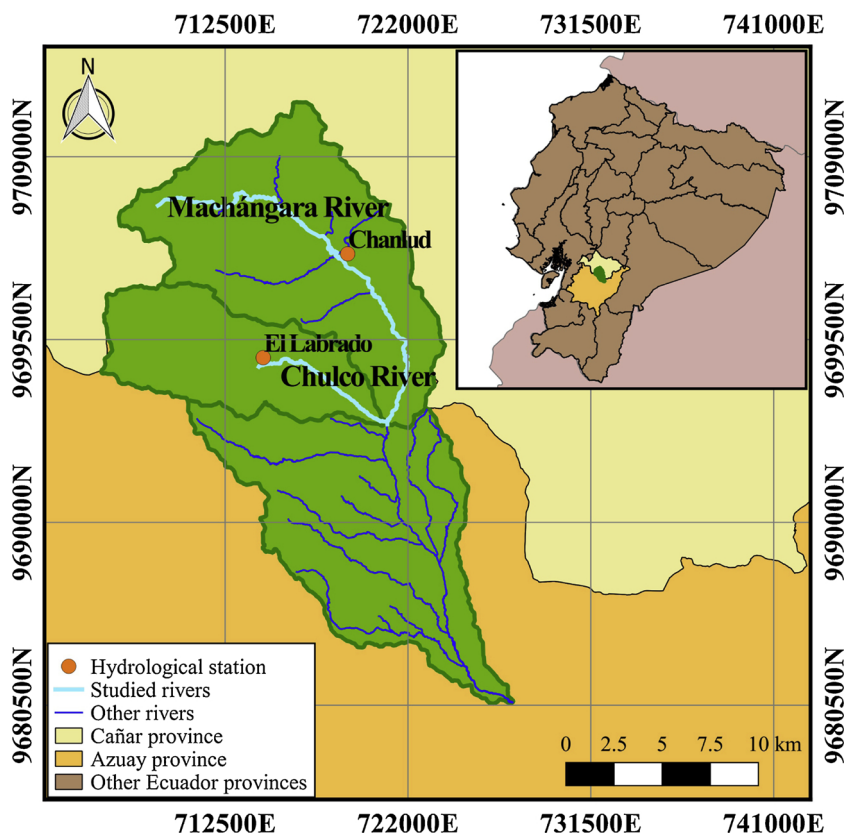 712500E 722000E 731500E 741000E
N
9709000N 9709000N
Machángara River
Chanlud
9699500N 9699500N
El Labrado
Chulco River
9690000N 9690000N
Hydrological station
Studied rivers
Other rivers
Cañar province
Azuay province
Other Ecuador provinces
9680500N 9680500N
0 2.5 5 7.5 10 km
712500E 722000E 731500E 741000E